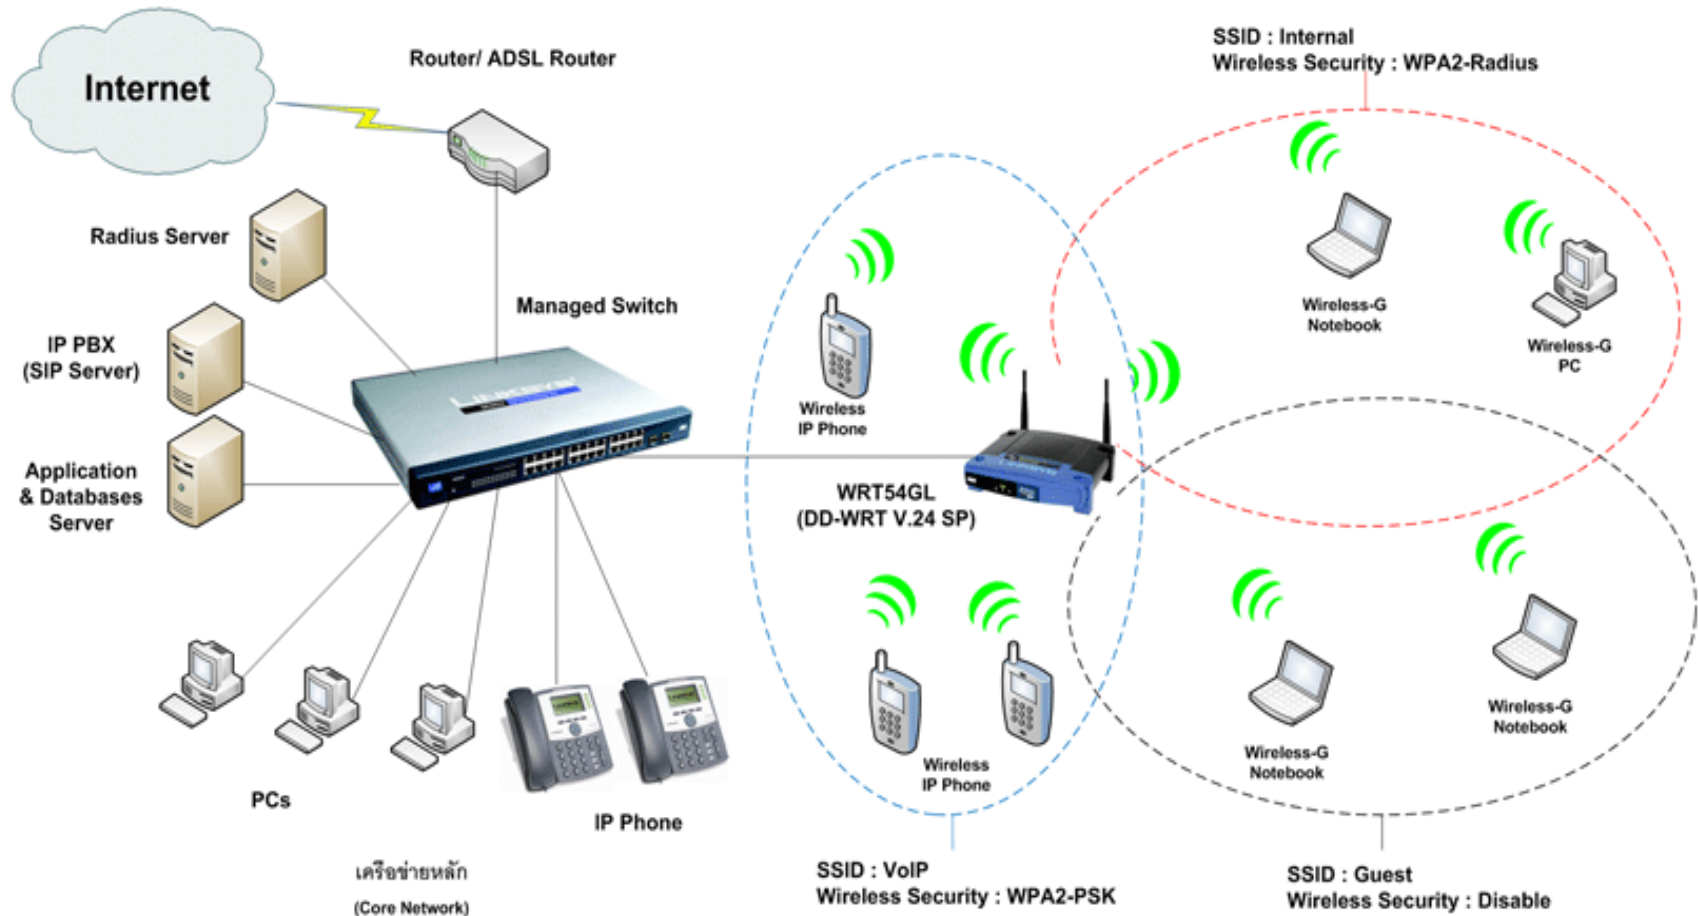 Internet
Router/ ADSL Router
SSID : Internal
Wireless Security : WPA2-Radius
Radius Server
Managed Switch
IP PBX
(SIP Server)
LINKSYS
Application
& Databases
Server
Wireless
IP Phone
WRT54GL
(DD-WRT V.24 SP)
Wireless-G
Notebook
Wireless-G
PC
PCs
IP Phone
Wireless
IP Phone
Wireless-G
Notebook
Wireless-G
Notebook
เครือข่ายหลัก
(Core Network)
SSID : VoIP
Wireless Security : WPA2-PSK
SSID : Guest
Wireless Security : Disable